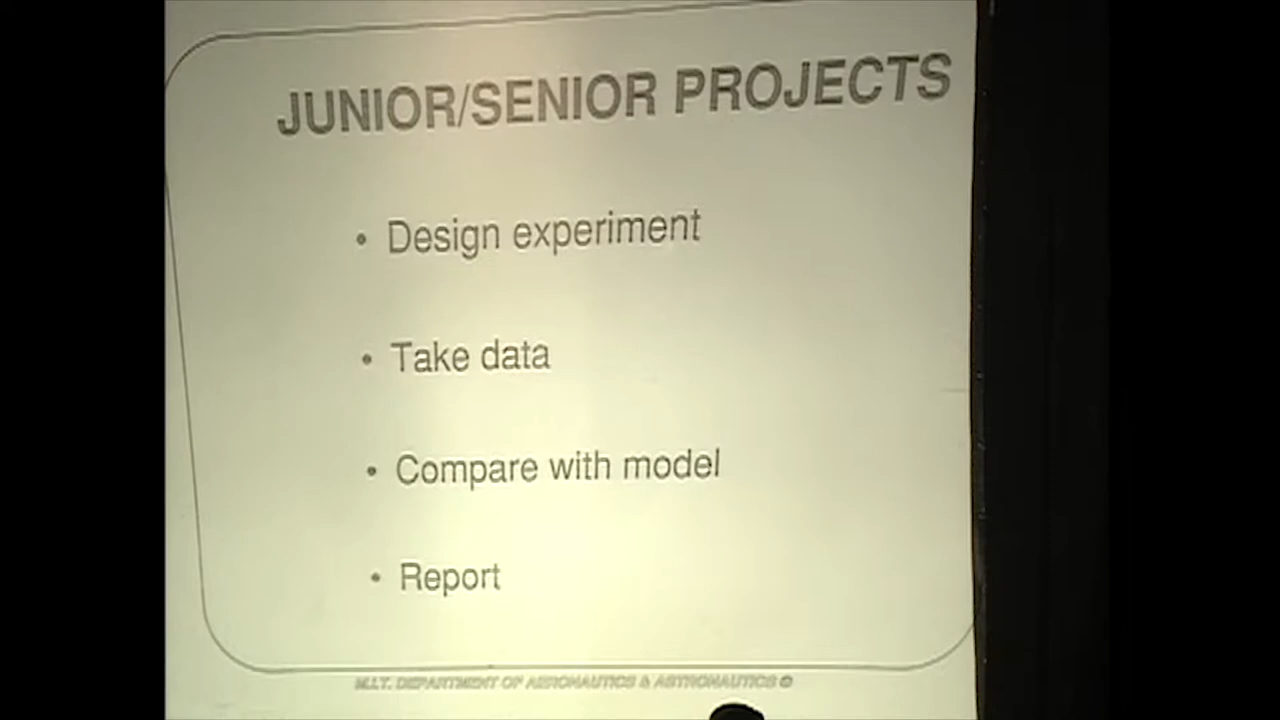 JUNIOR/SENIOR PROJECTS
• Design experiment
• Take data
• Compare with model
• Report
M.I.T. DEPARTMENT OF AERONAUTICS & ASTRONAUTICS ©